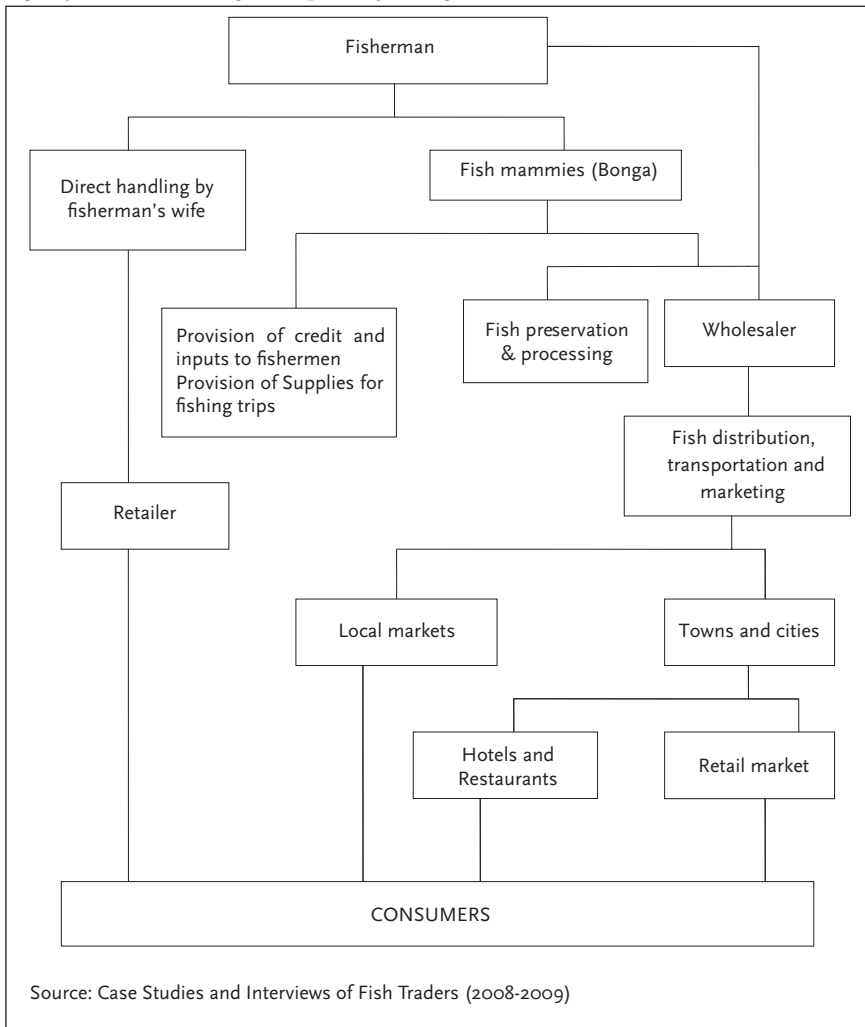 Fisherman
Direct handling by
fisherman's wife
Fish mammies (Bonga)
Provision of credit and
inputs to fishermen
Provision of Supplies for
fishing trips
Fish preservation
& processing
Wholesaler
Fish distribution,
transportation and
marketing
Retailer
Local markets
Towns and cities
Hotels and
Restaurants
Retail market
CONSUMERS
Source: Case Studies and Interviews of Fish Traders (2008-2009)